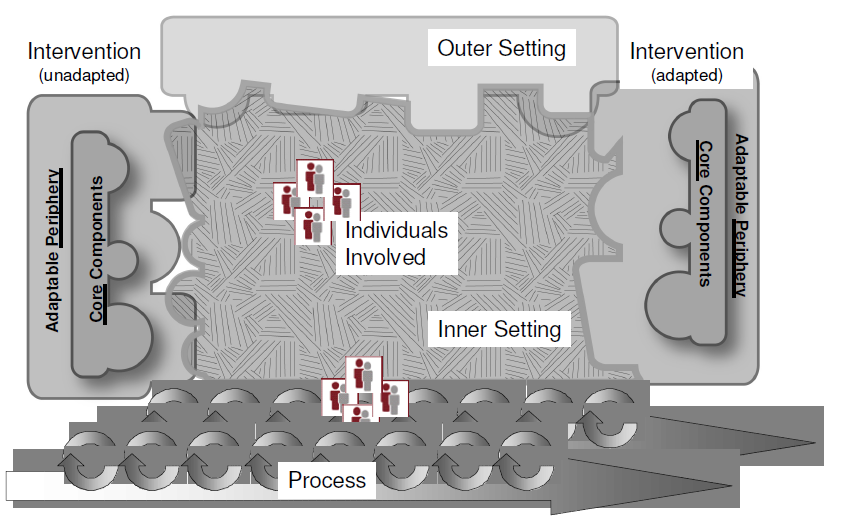 Outer Setting
Intervention
(unadapted)
Intervention
(adapted)
Adaptable Periphery
Core Components
Core Components
Adaptable Periphery
Individuals
Involved
Inner Setting
Process